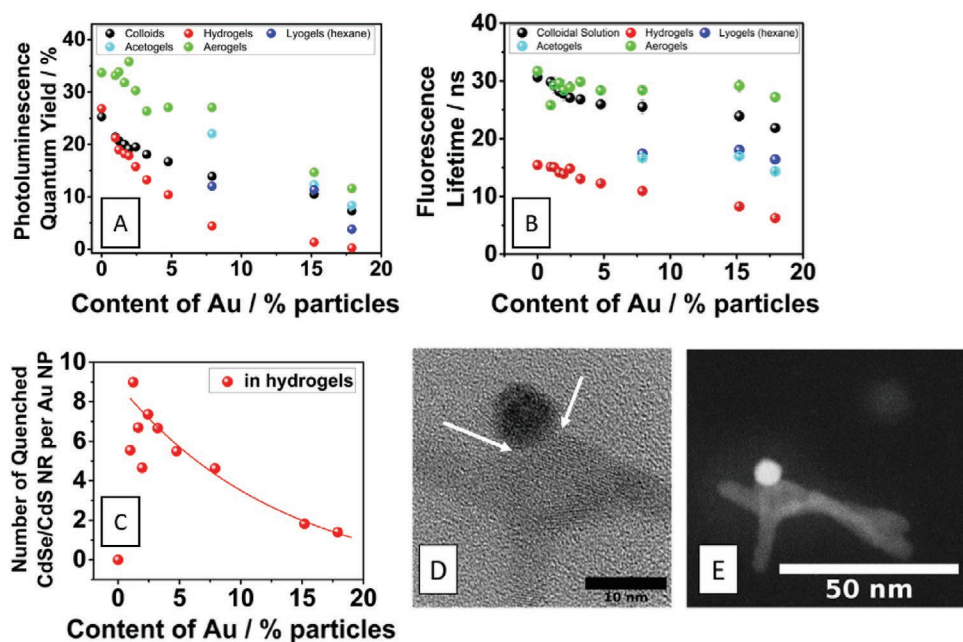 40
30
20
10
0
Photoluminescence
Quantum Yield / %
Colloids Hydrogels Lyogels (hexane)
Acetogels Aerogels
A
0 5 10 15 20
Content of Au / % particles
40
30
20
10
0
Fluorescence
Lifetime / ns
Colloidal Solution Hydrogels Lyogels (hexane)
Acetogels Aerogels
B
0 5 10 15 20
Content of Au / % particles
10
8
6
4
2
0
Number of Quenched
CdSe/CdS NR per Au NP
in hydrogels
C
0 5 10 15 20
Content of Au / % particles
D
10 nm
E
50 nm